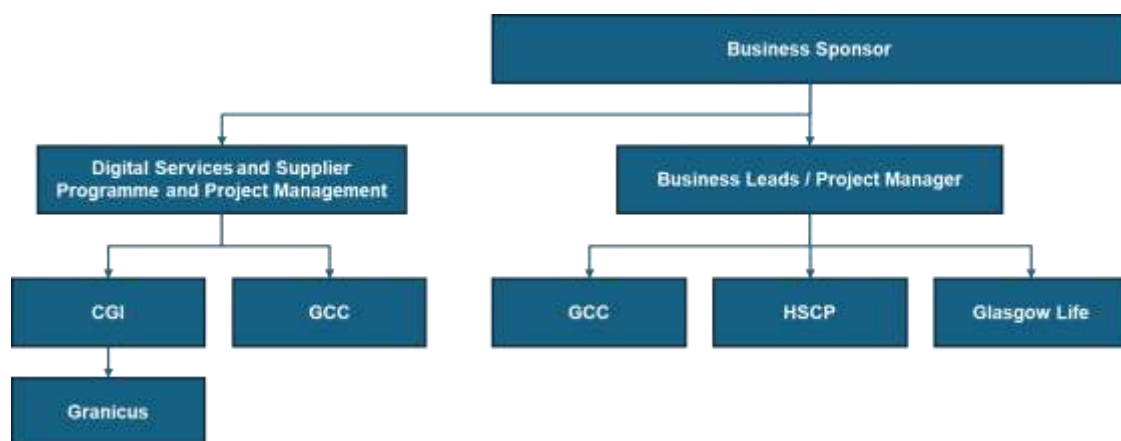 Business Sponsor
Digital Services and Supplier
Programme and Project Management
Business Leads / Project Manager
CGI
GCC
GCC
HSCP
Glasgow Life
Granicus